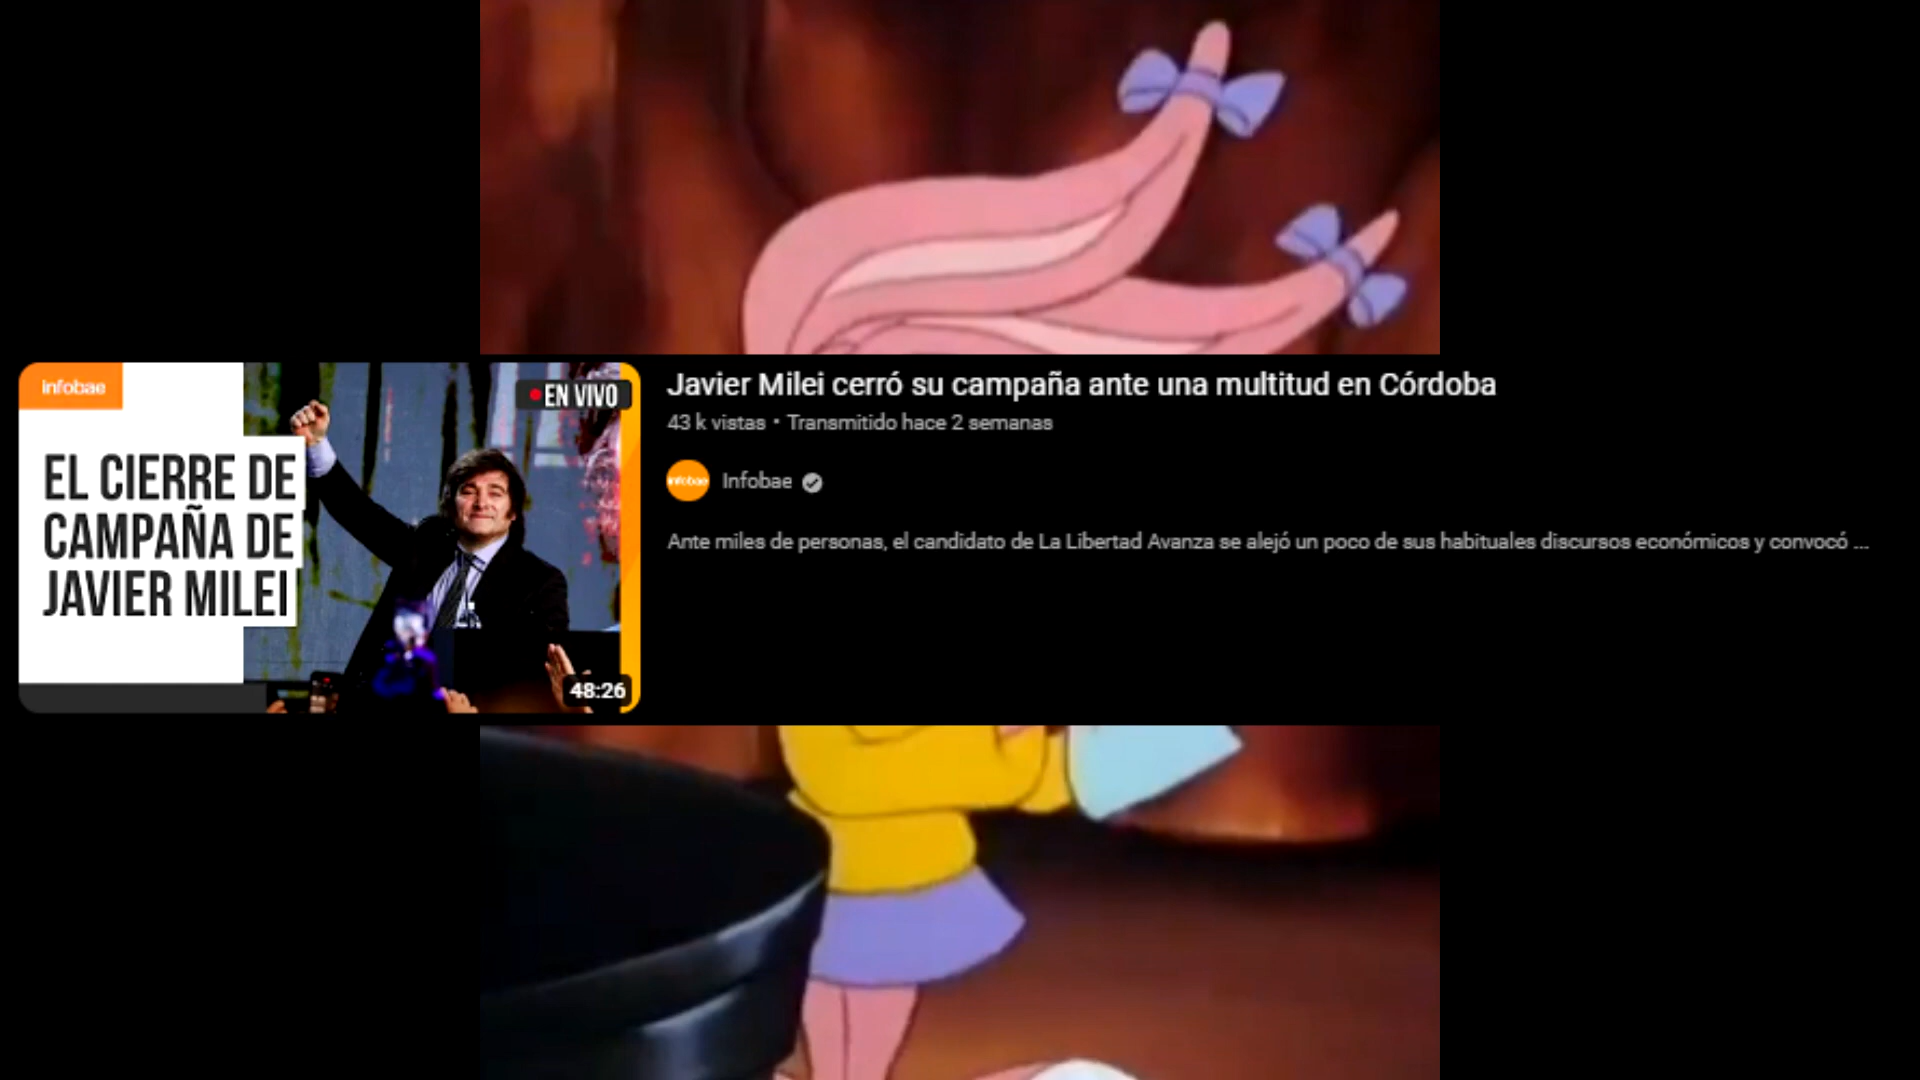 infobae
EN VIVO
EL CIERRE DE
CAMPAÑA DE
JAVIER MILEI
48:26
Javier Milei cerró su campaña ante una multitud en Córdoba
43 k vistas • Transmitido hace 2 semanas
infobae
Infobae
Ante miles de personas, el candidato de La Libertad Avanza se alejó un poco de sus habituales discursos económicos y convocó ...